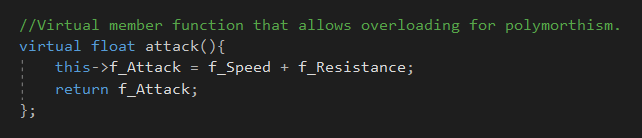 //Virtual member function that allows overloading for polymorthism.
virtual float attack(){
    this->f_Attack = f_Speed + f_Resistance;
    return f_Attack;
};